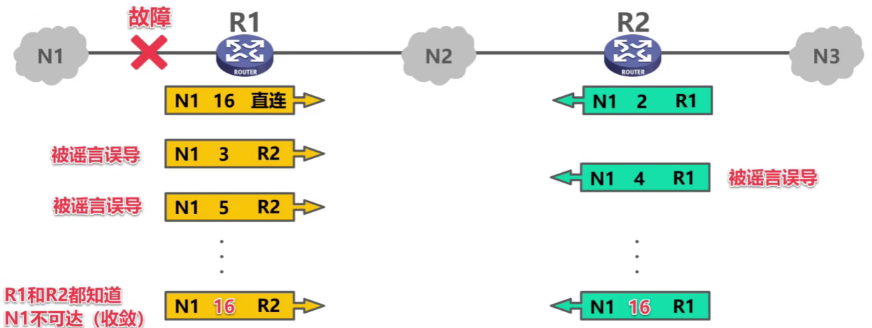 故障
R1
R2
N1
N2
N3
ROUTER
ROUTER
N1 16 直连
N1 2 R1
被谣言误导
N1 3 R2
N1 4 R1
被谣言误导
被谣言误导
N1 5 R2
R1和R2都知道
N1不可达（收敛）
N1 16 R2
N1 16 R1